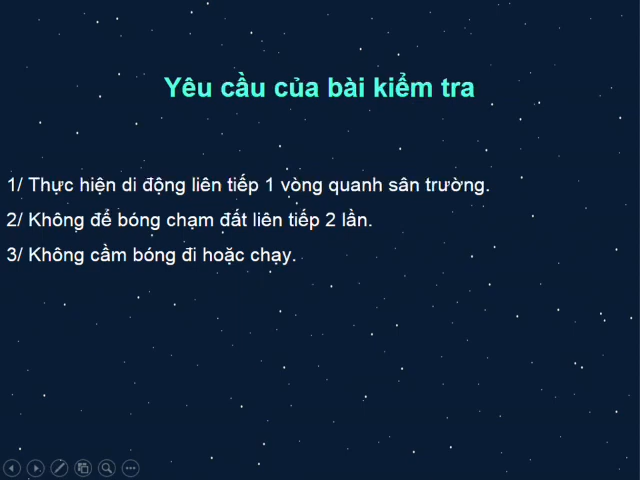 Yêu cầu của bài kiểm tra
1/ Thực hiện di động liên tiếp 1 vòng quanh sân trường.
2/ Không để bóng chạm đất liên tiếp 2 lần.
3/ Không cầm bóng đi hoặc chạy.